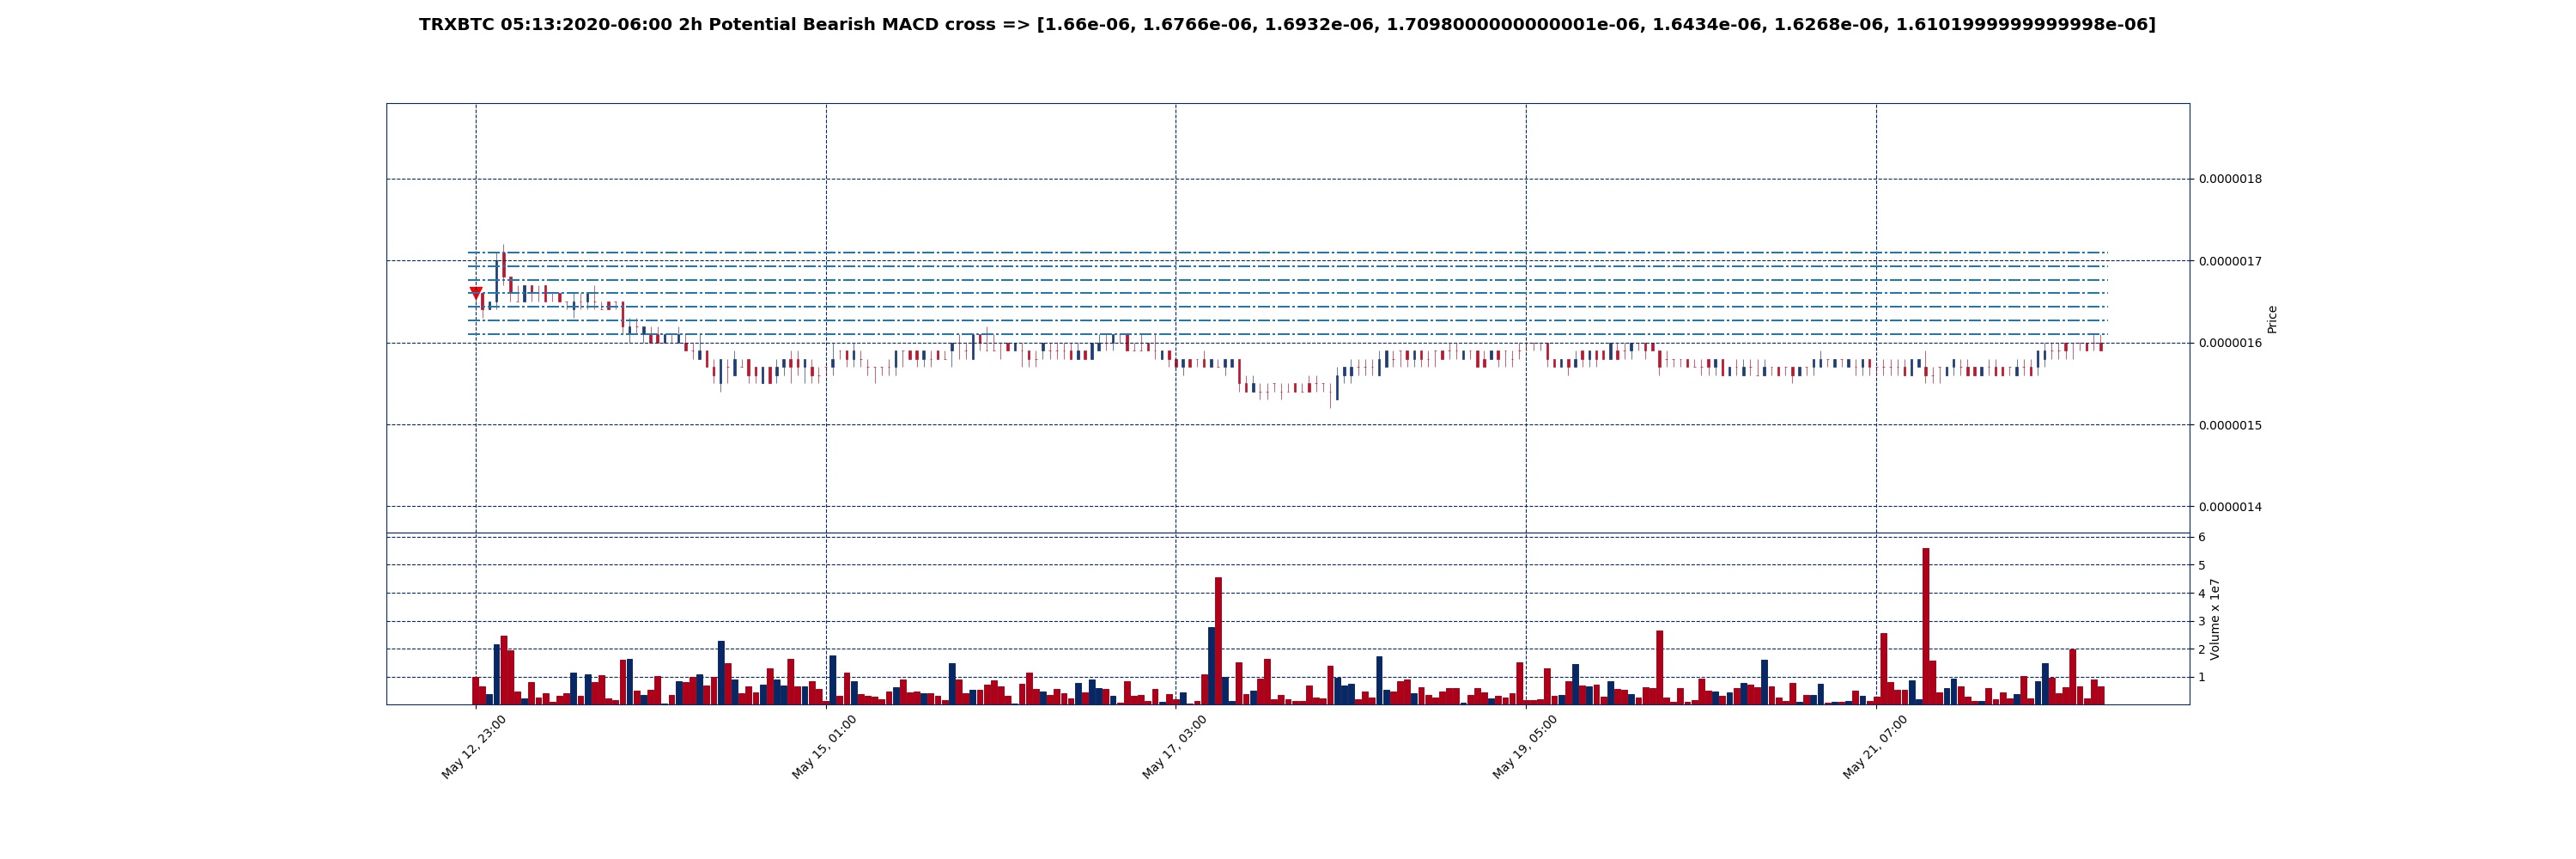 TRXBTC 05:13:2020-06:00 2h Potential Bearish MACD cross => [1.66e-06, 1.6766e-06, 1.6932e-06, 1.7098000000000001e-06, 1.6434e-06, 1.6268e-06, 1.6101999999999998e-06]
0.0000018
0.0000017
0.0000016
0.0000015
0.0000014
Price
6
5
4
3
2
1
Volume x 1e7
May 12, 23:00
May 15, 01:00
May 17, 03:00
May 19, 05:00
May 21, 07:00